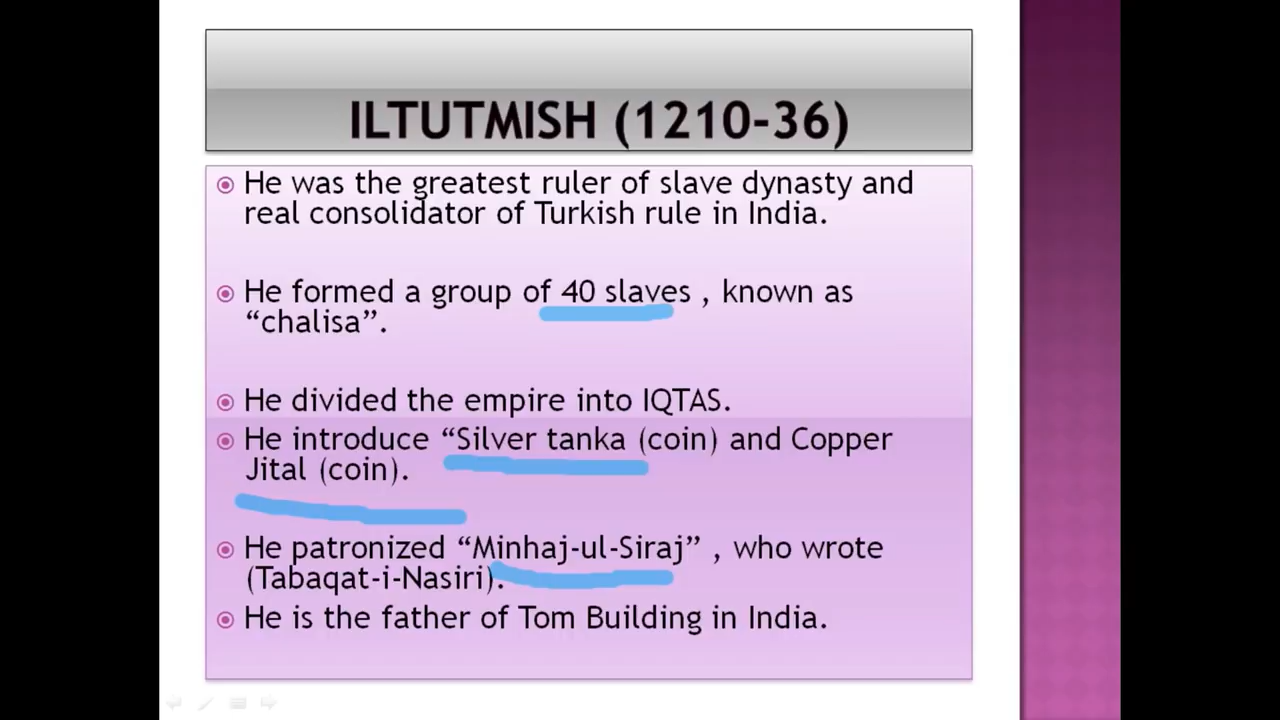 ILTUTMISH (1210-36)
He was the greatest ruler of slave dynasty and
real consolidator of Turkish rule in India.
He formed a group of 40 slaves , known as
“chalisa”.
He divided the empire into IQTAS.
He introduce “Silver tanka (coin) and Copper
Jital (coin).
He patronized “Minhaj-ul-Siraj” , who wrote
(Tabaqat-i-Nasiri).
He is the father of Tom Building in India.